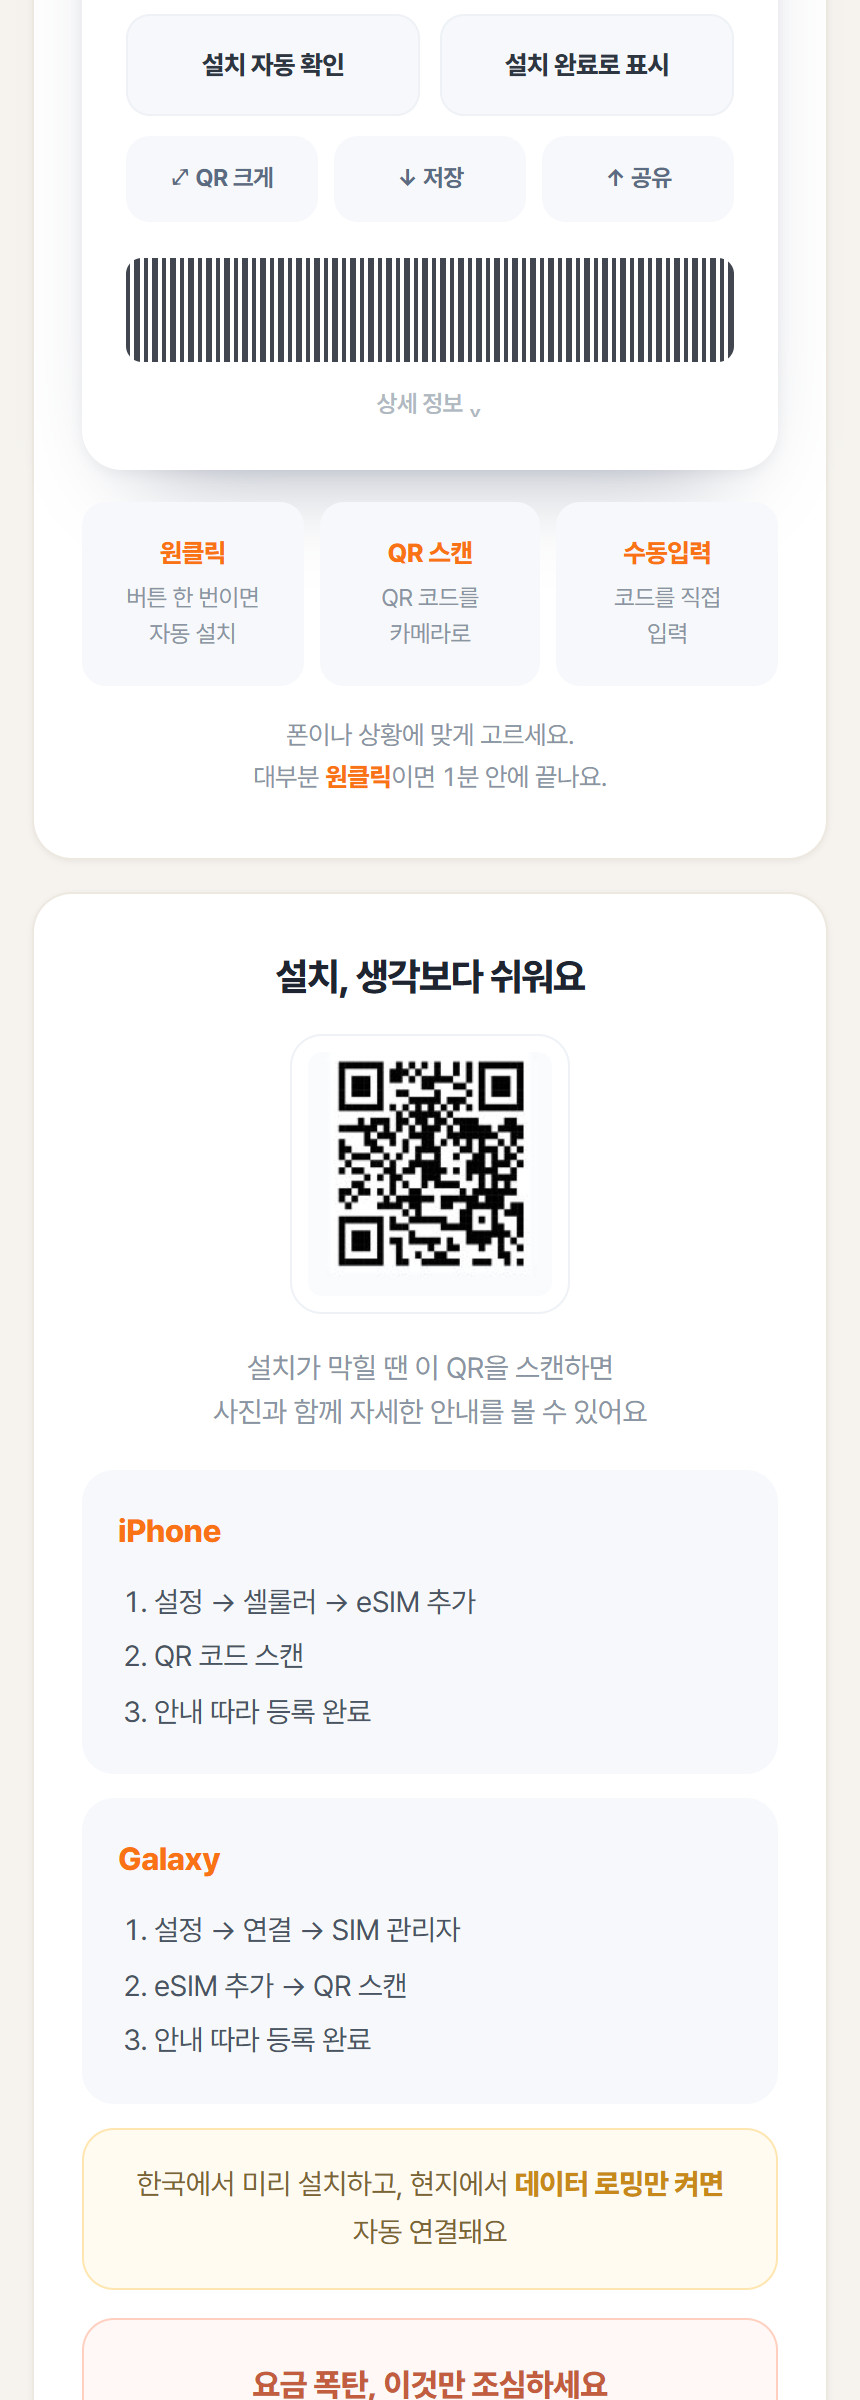 설치 자동 확인
설치 완료로 표시
⤢ QR 크게
↓ 저장
↑ 공유
상세 정보 v
원클릭
버튼 한 번이면
자동 설치
QR 스캔
QR 코드를
카메라로
수동입력
코드를 직접
입력
폰이나 상황에 맞게 고르세요.
대부분 원클릭이면 1분 안에 끝나요.
설치, 생각보다 쉬워요
설치가 막힐 땐 이 QR을 스캔하면
사진과 함께 자세한 안내를 볼 수 있어요
iPhone
1. 설정 → 셀룰러 → eSIM 추가
2. QR 코드 스캔
3. 안내 따라 등록 완료
Galaxy
1. 설정 → 연결 → SIM 관리자
2. eSIM 추가 → QR 스캔
3. 안내 따라 등록 완료
한국에서 미리 설치하고, 현지에서 데이터 로밍만 켜면
자동 연결돼요
요금 폭탄, 이것만 조심하세요